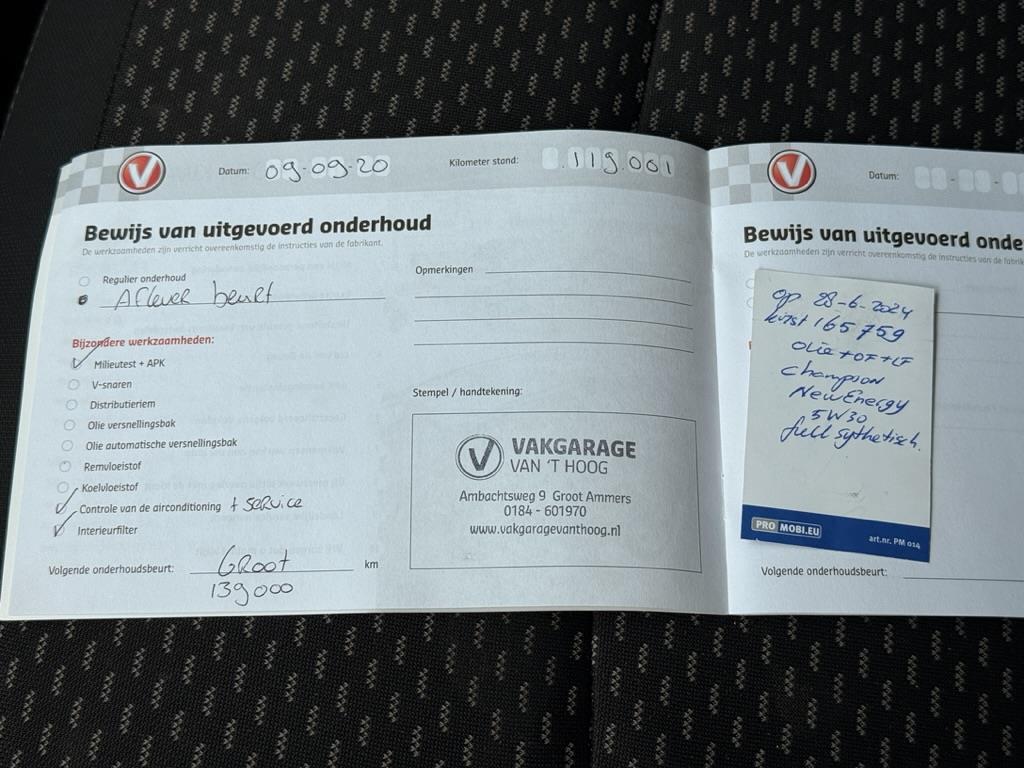 V
Datum: 09-09-20
Kilometer stand: .119.001
Bewijs van uitgevoerd onderhoud
De werkzaamheden zijn verricht overeenkomstig de instructies van de fabrikant.
Regulier onderhoud
Aflever beurt
Bijzondere werkzaamheden:
Milieutest + APK
V-snaren
Distributieriem
Olie versnellingsbak
Olie automatische versnellingsbak
Remvloeistof
Koelvloeistof
Controle van de airconditioning + service
Interieurfilter
Volgende onderhoudsbeurt: Groot km
139000
Opmerkingen
Stempel / handtekening:
V VAKGARAGE
VAN 'T HOOG
Ambachtsweg 9 Groot Ammers
0184 - 601970
www.vakgaragevanthoog.nl
V
Datum:
Bewijs van uitgevoerd onde
De werkzaamheden zijn verricht overeenkomstig de instructies van de fabrik
op 28-6-2024
kmst 165759
olie + OF + LF
champion
New Energy
5W30
full sythetisch.
PRO MOBI.EU
art.nr. PM 014
Volgende onderhoudsbeurt: